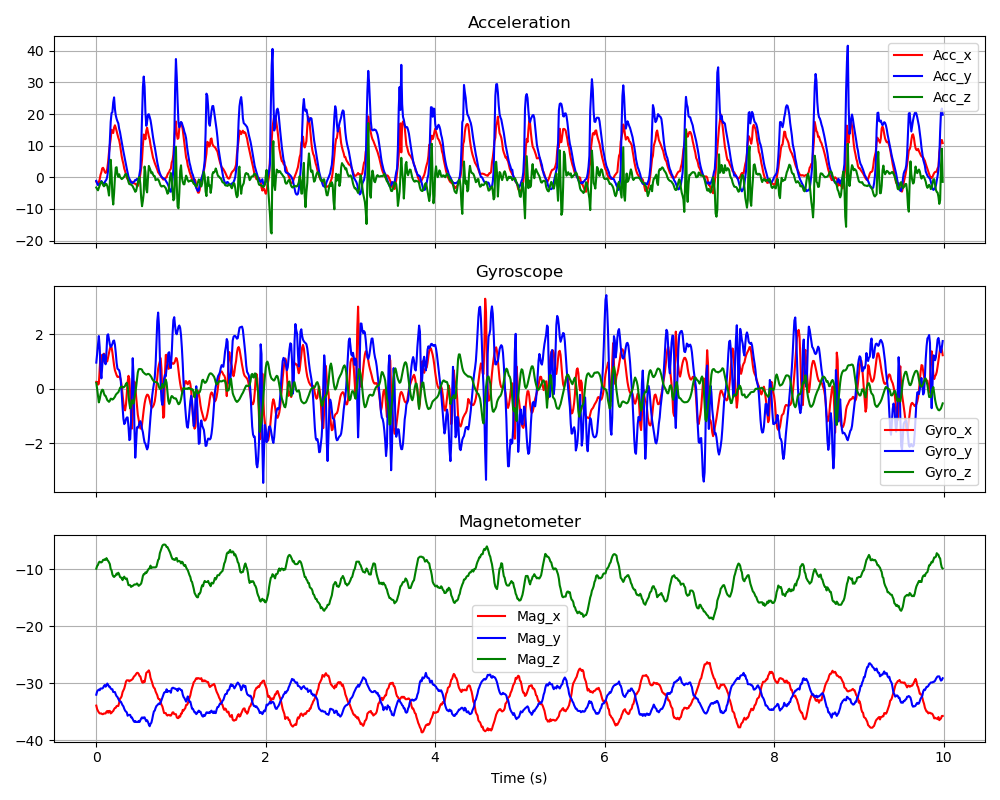 Acceleration
40
30
20
10
0
−10
−20
Acc_x
Acc_y
Acc_z
Gyroscope
2
0
−2
Gyro_x
Gyro_y
Gyro_z
Magnetometer
−10
−20
−30
−40
Mag_x
Mag_y
Mag_z
0 2 4 6 8 10
Time (s)